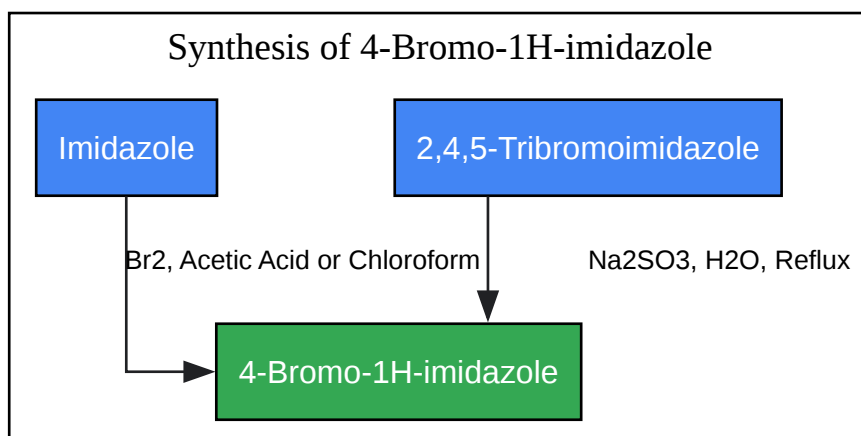 Synthesis of 4-Bromo-1H-imidazole
Imidazole
2,4,5-Tribromoimidazole
Br2, Acetic Acid or Chloroform
Na2SO3, H2O, Reflux
4-Bromo-1H-imidazole